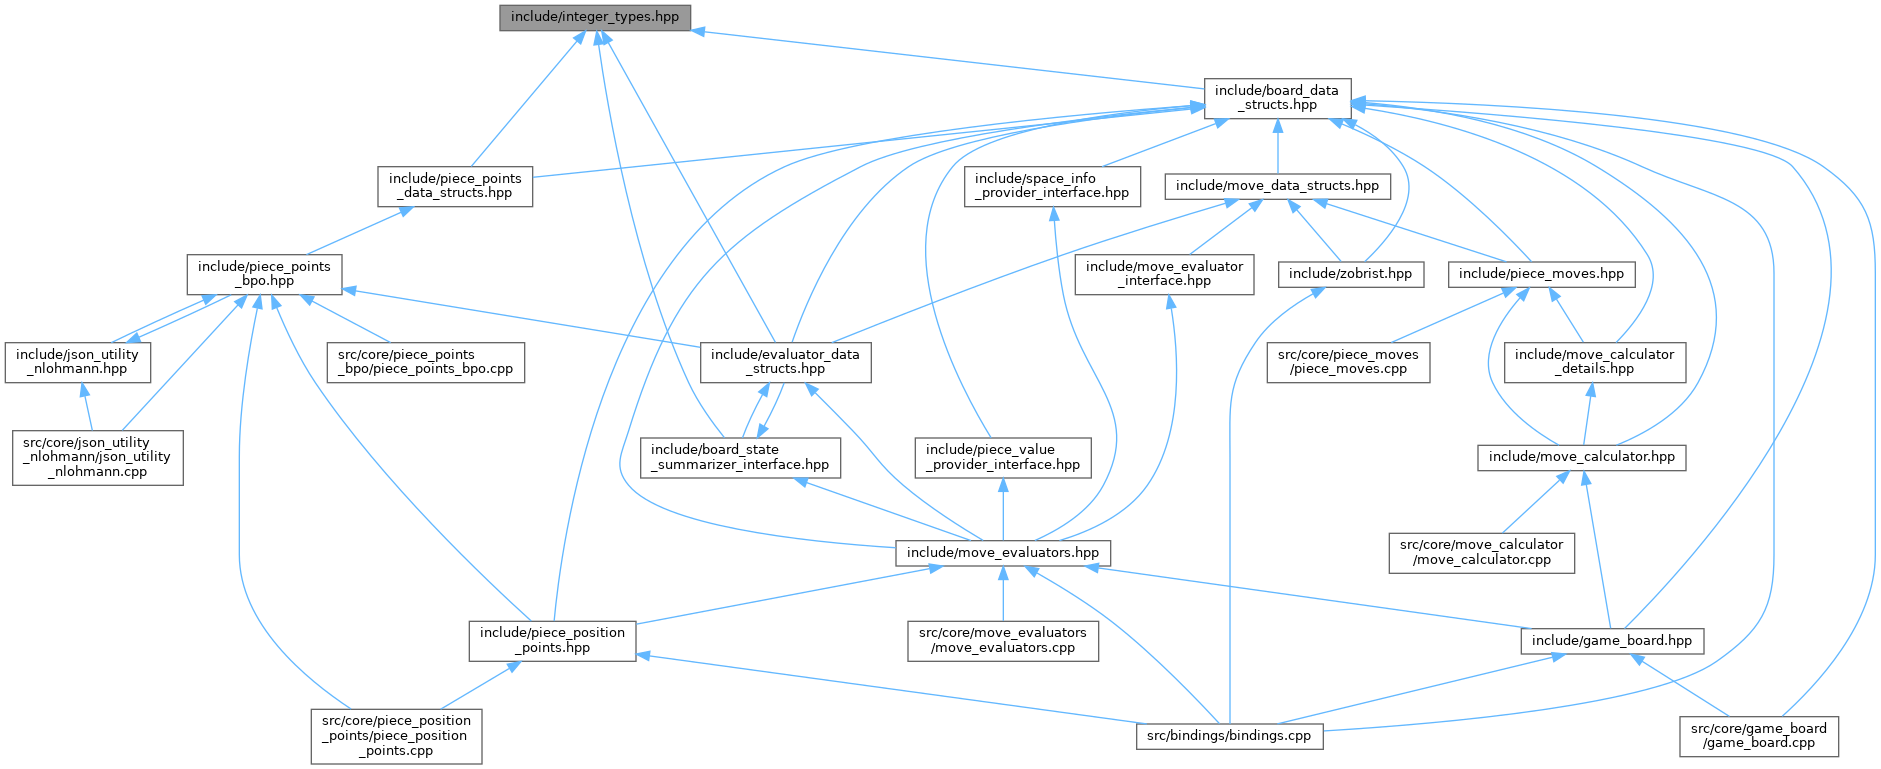 include/integer_types.hpp
include/board_data
_structs.hpp
include/piece_points
_data_structs.hpp
include/space_info
_provider_interface.hpp
include/move_data_structs.hpp
include/piece_points
_bpo.hpp
include/move_evaluator
_interface.hpp
include/zobrist.hpp
include/piece_moves.hpp
include/json_utility
_nlohmann.hpp
src/core/piece_points
_bpo/piece_points_bpo.cpp
include/evaluator_data
_structs.hpp
src/core/piece_moves
/piece_moves.cpp
include/move_calculator
_details.hpp
src/core/json_utility
_nlohmann/json_utility
_nlohmann.cpp
include/board_state
_summarizer_interface.hpp
include/piece_value
_provider_interface.hpp
include/move_calculator.hpp
include/move_evaluators.hpp
src/core/move_calculator
/move_calculator.cpp
include/piece_position
_points.hpp
src/core/move_evaluators
/move_evaluators.cpp
include/game_board.hpp
src/core/piece_position
_points/piece_position
_points.cpp
src/bindings/bindings.cpp
src/core/game_board
/game_board.cpp